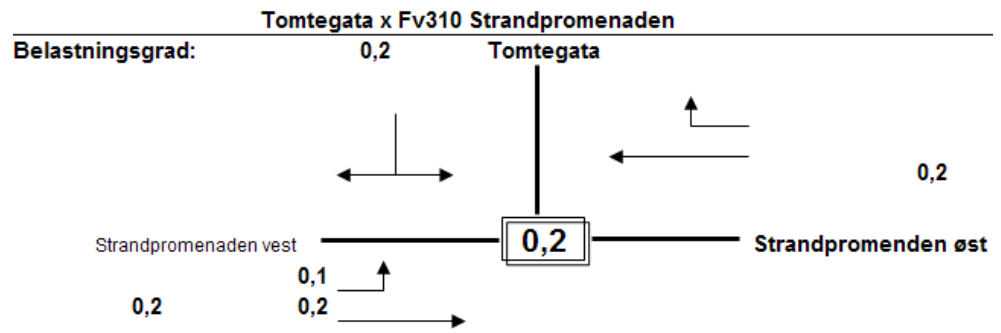 Tomtegata x Fv310 Strandpromenaden
Belastningsgrad: 0,2 Tomtegata
0,2
Strandpromenaden vest 0,2 Strandpromenden øst
0,1
0,2 0,2